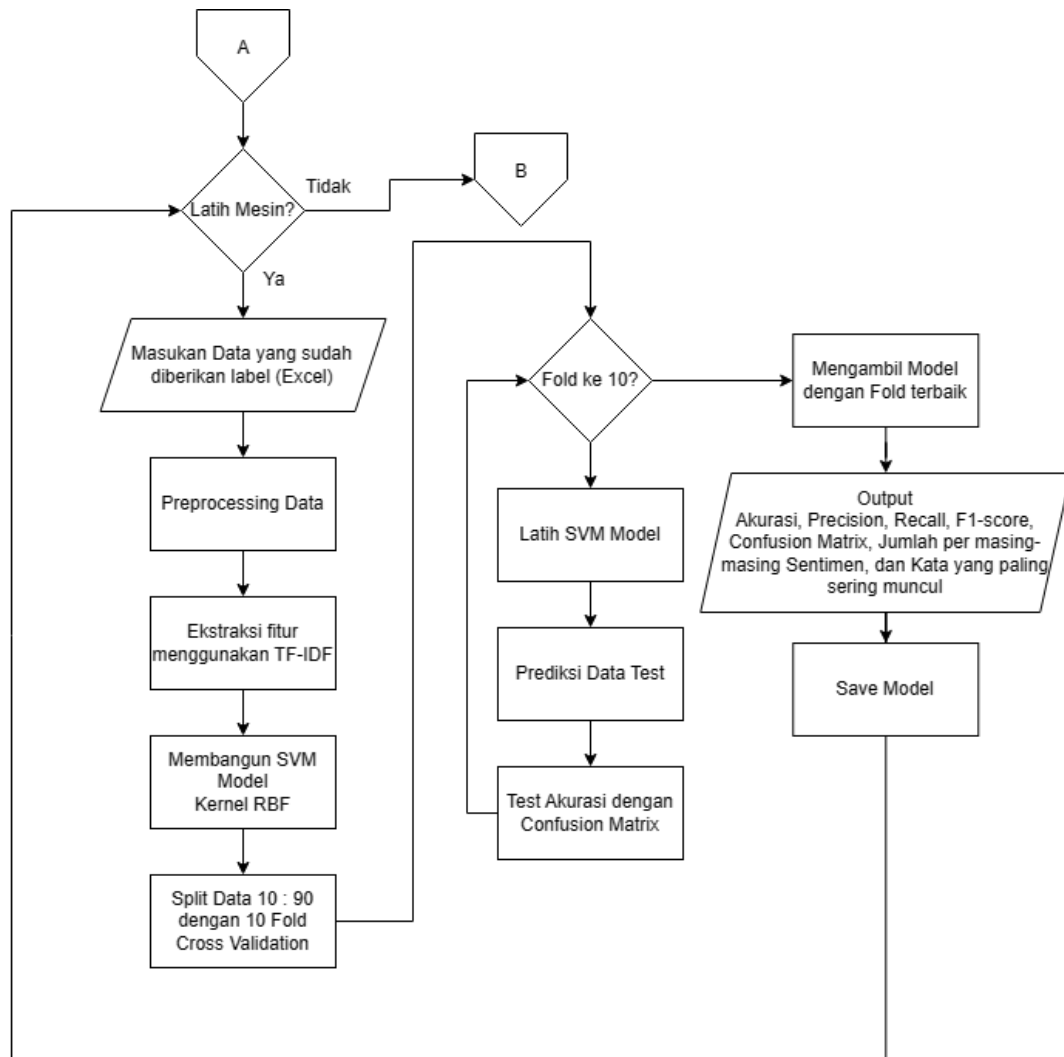 A
Latih Mesin?
Tidak
B
Ya
Masukan Data yang sudah
diberikan label (Excel)
Preprocessing Data
Ekstraksi fitur
menggunakan TF-IDF
Membangun SVM
Model
Kernel RBF
Split Data 10 : 90
dengan 10 Fold
Cross Validation
Fold ke 10?
Latih SVM Model
Prediksi Data Test
Test Akurasi dengan
Confusion Matrix
Mengambil Model
dengan Fold terbaik
Output
Akurasi, Precision, Recall, F1-score,
Confusion Matrix, Jumlah per masing-
masing Sentimen, dan Kata yang paling
sering muncul
Save Model